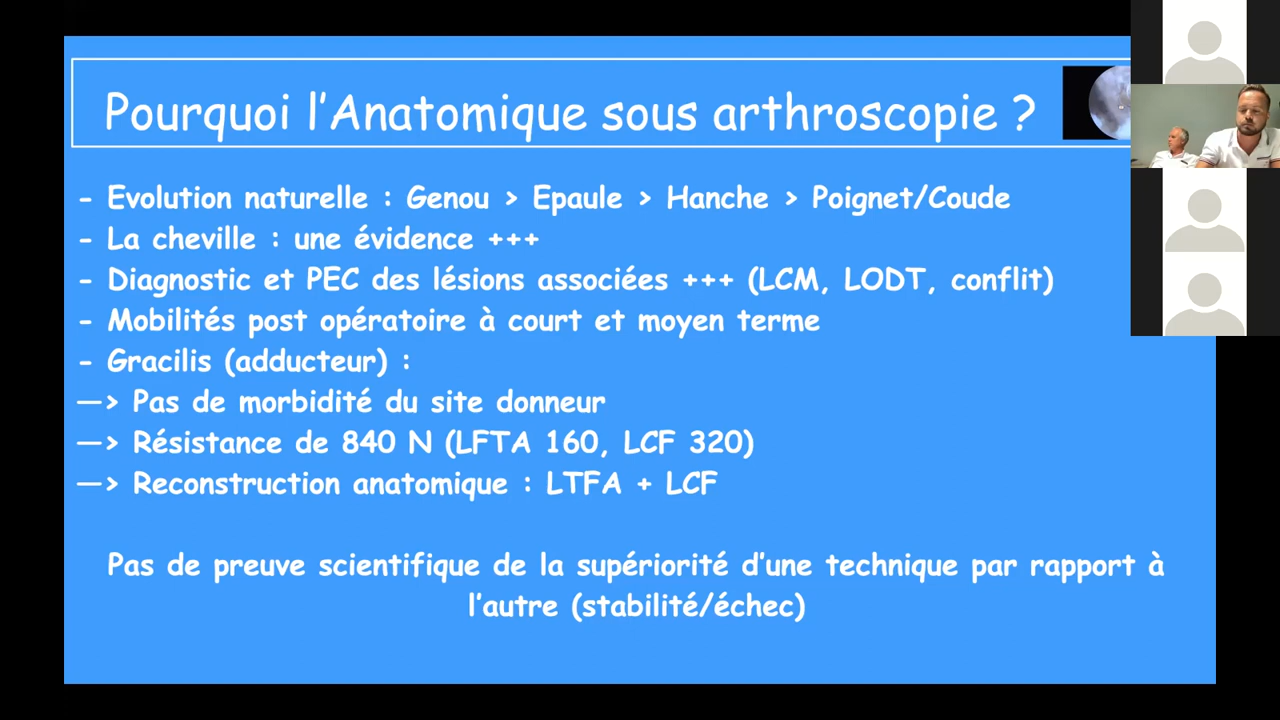 Pourquoi l'Anatomique sous arthroscopie ?
- Evolution naturelle : Genou > Epaule > Hanche > Poignet/Coude
- La cheville : une évidence +++
- Diagnostic et PEC des lésions associées +++ (LCM, LODT, conflit)
- Mobilités post opératoire à court et moyen terme
- Gracilis (adducteur) :
—> Pas de morbidité du site donneur
—> Résistance de 840 N (LFTA 160, LCF 320)
—> Reconstruction anatomique : LTFA + LCF
Pas de preuve scientifique de la supériorité d'une technique par rapport à
l'autre (stabilité/échec)